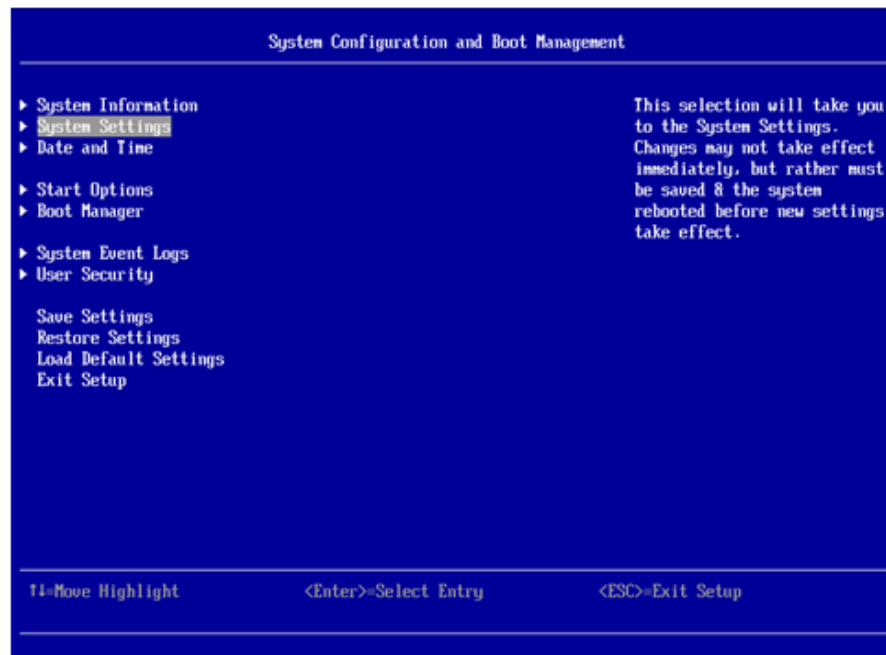 System Configuration and Boot Management
▶ System Information
▶ System Settings
▶ Date and Time
▶ Start Options
▶ Boot Manager
▶ System Event Logs
▶ User Security
Save Settings
Restore Settings
Load Default Settings
Exit Setup
This selection will take you
to the System Settings.
Changes may not take effect
immediately, but rather must
be saved & the system
rebooted before new settings
take effect.
↑↓=Move Highlight <Enter>=Select Entry <ESC>=Exit Setup